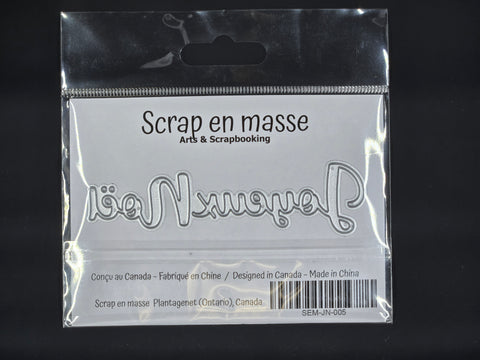 Scrap en masse
Arts & Scrapbooking
Joyeux Noël
Conçu au Canada - Fabriqué en Chine / Designed in Canada - Made in China
Scrap en masse Plantagenet (Ontario), Canada
SEM-JN-005